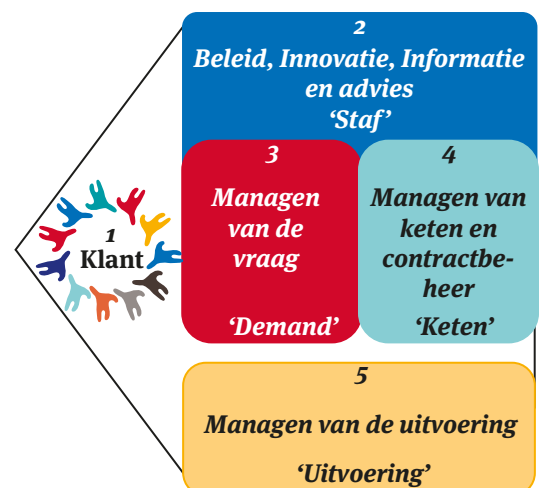 2
Beleid, Innovatie, Informatie
en advies
‘Staf’
1
Klant
3
Managen
van de
vraag
‘Demand’
4
Managen van
keten en
contractbe-
heer
‘Keten’
5
Managen van de uitvoering
‘Uitvoering’